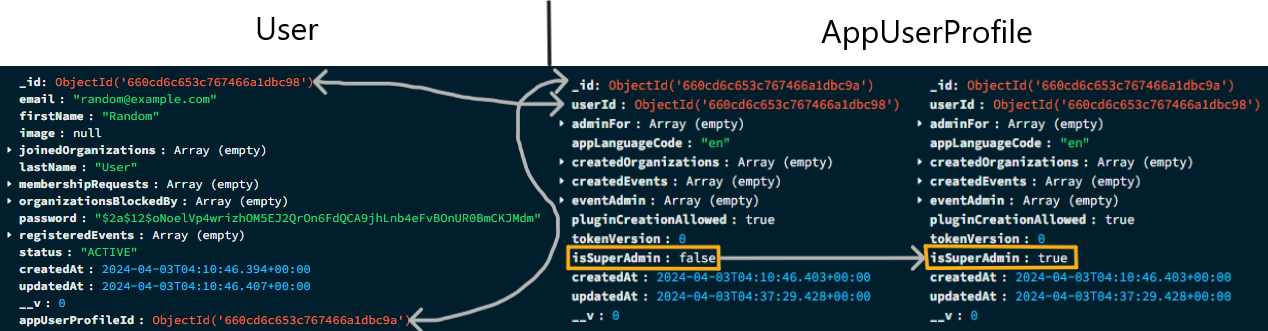 User
AppUserProfile
_id: ObjectId('660cd6c653c767466a1dbc98')
email : "random@example.com"
firstName : "Random"
image : null
joinedOrganizations : Array (empty)
lastName : "User"
membershipRequests : Array (empty)
organizationsBlockedBy : Array (empty)
password : "$2a$12$oNoelVp4wrizhOM5EJ2QrOn6FdQCA9jhLnb4eFvBOnUR0BmCKJMdm"
registeredEvents : Array (empty)
status : "ACTIVE"
createdAt : 2024-04-03T04:10:46.394+00:00
updatedAt : 2024-04-03T04:10:46.407+00:00
__v : 0
appUserProfileId : ObjectId('660cd6c653c767466a1dbc9a')
_id: ObjectId('660cd6c653c767466a1dbc9a')
userId : ObjectId('660cd6c653c767466a1dbc98')
adminFor : Array (empty)
appLanguageCode : "en"
createdOrganizations : Array (empty)
createdEvents : Array (empty)
eventAdmin : Array (empty)
pluginCreationAllowed : true
tokenVersion : 0
isSuperAdmin : false
createdAt : 2024-04-03T04:10:46.403+00:00
updatedAt : 2024-04-03T04:37:29.428+00:00
__v : 0
_id: ObjectId('660cd6c653c767466a1dbc9a')
userId : ObjectId('660cd6c653c767466a1dbc98')
adminFor : Array (empty)
appLanguageCode : "en"
createdOrganizations : Array (empty)
createdEvents : Array (empty)
eventAdmin : Array (empty)
pluginCreationAllowed : true
tokenVersion : 0
isSuperAdmin : true
createdAt : 2024-04-03T04:10:46.403+00:00
updatedAt : 2024-04-03T04:37:29.428+00:00
__v : 0